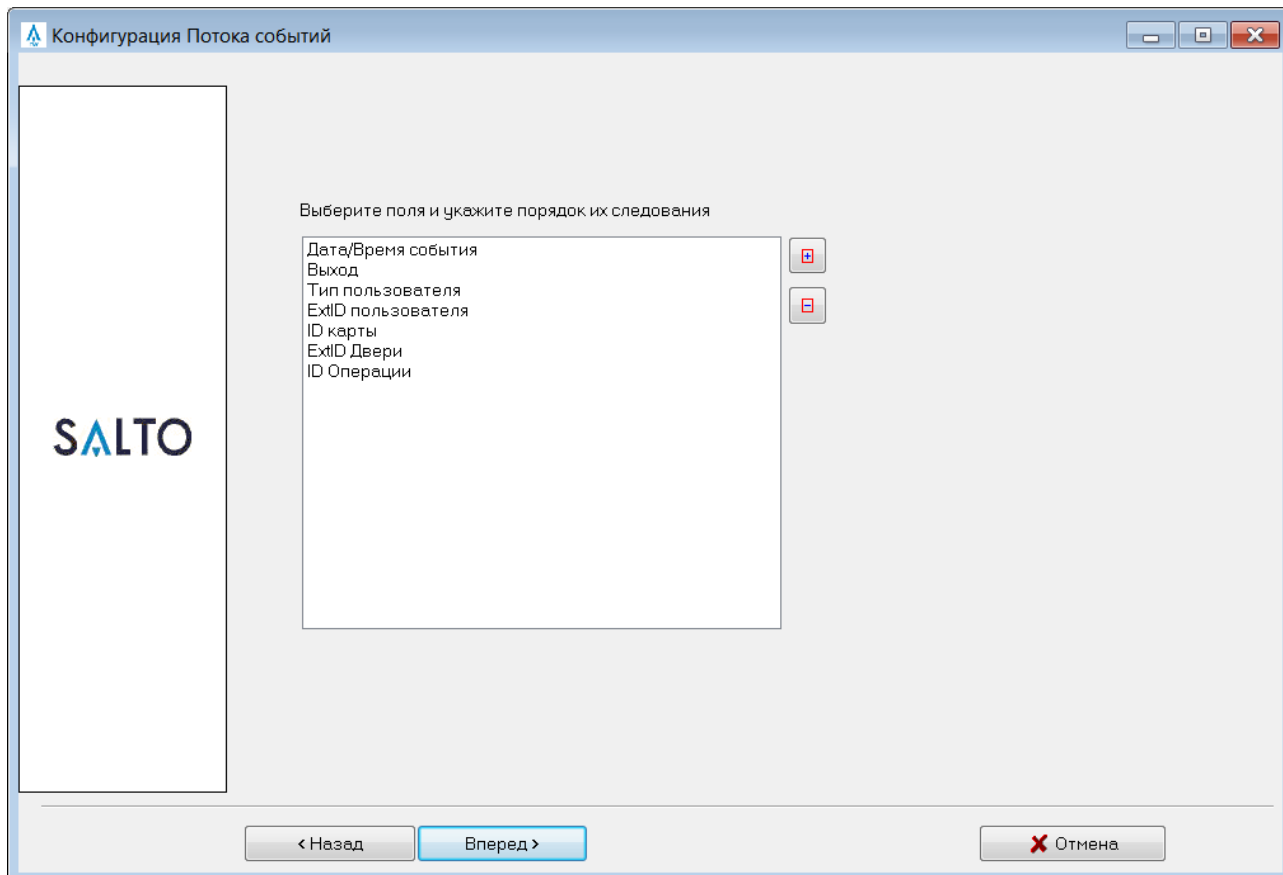 Конфигурация Потока событий
Выберите поля и укажите порядок их следования
Дата/Время события
Выход
Тип пользователя
ExtID пользователя
ID карты
ExtID Двери
ID Операции
SALTO
< Назад
Вперед >
Отмена